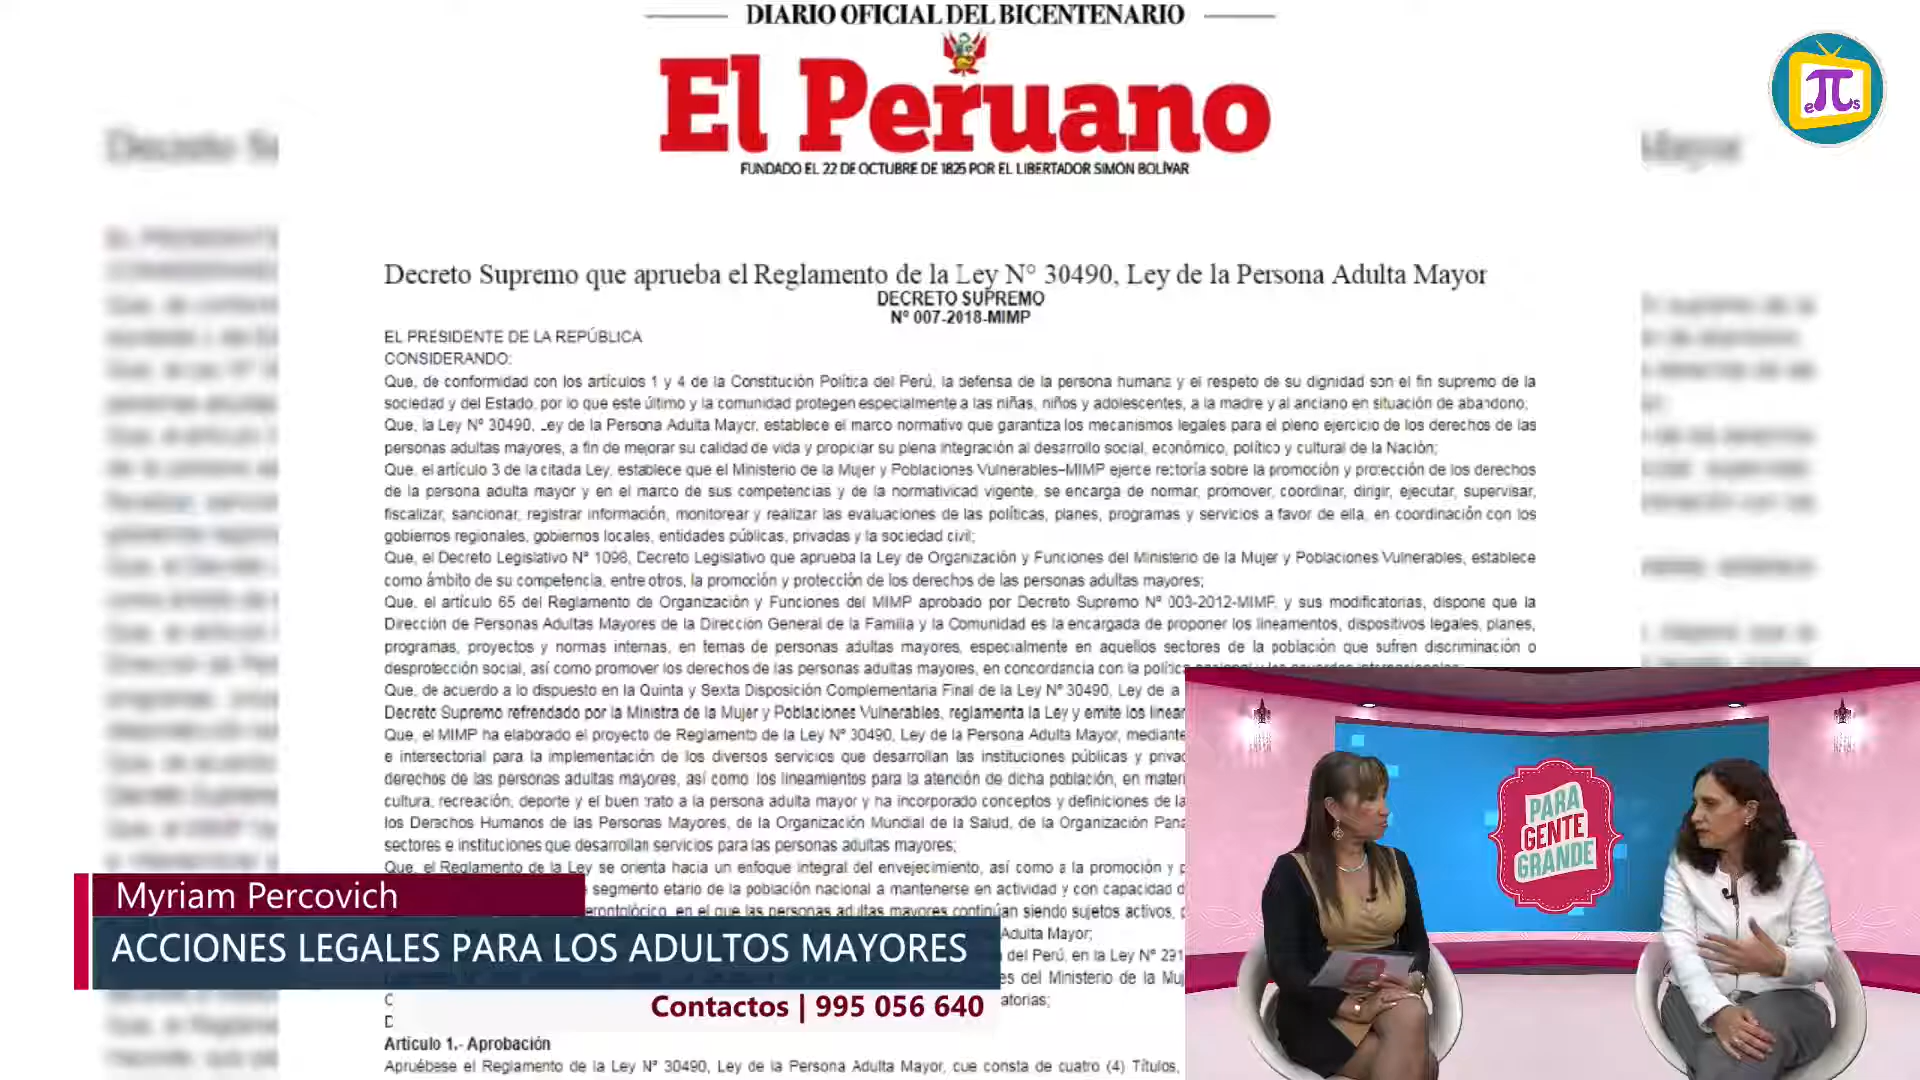 DIARIO OFICIAL DEL BICENTENARIO
El Peruano
FUNDADO EL 22 DE OCTUBRE DE 1825 POR EL LIBERTADOR SIMÓN BOLÍVAR
Decreto Supremo que aprueba el Reglamento de la Ley N° 30490, Ley de la Persona Adulta Mayor
DECRETO SUPREMO
Nº 007-2018-MIMP
EL PRESIDENTE DE LA REPÚBLICA
CONSIDERANDO:
Que, de conformidad con los artículos 1 y 4 de la Constitución Política del Perú, la defensa de la persona humana y el respeto de su dignidad son el fin supremo de la
sociedad y del Estado, por lo que este último y la comunidad protegen especialmente a las niñas, niños y adolescentes, a la madre y al anciano en situación de abandono;
Que, la Ley Nº 30490, Ley de la Persona Adulta Mayor, establece el marco normativo que garantiza los mecanismos legales para el pleno ejercicio de los derechos de las
personas adultas mayores, a fin de mejorar su calidad de vida y propiciar su plena integración al desarrollo social, económico, político y cultural de la Nación;
Que, el artículo 3 de la citada Ley, establece que el Ministerio de la Mujer y Poblaciones Vulnerables–MIMP ejerce rectoría sobre la promoción y protección de los derechos
de la persona adulta mayor y en el marco de sus competencias y de la normatividad vigente, se encarga de normar, promover, coordinar, dirigir, ejecutar, supervisar,
fiscalizar, sancionar, registrar información, monitorear y realizar las evaluaciones de las políticas, planes, programas y servicios a favor de ella, en coordinación con los
gobiernos regionales, gobiernos locales, entidades públicas, privadas y la sociedad civil;
Que, el Decreto Legislativo Nº 1098, Decreto Legislativo que aprueba la Ley de Organización y Funciones del Ministerio de la Mujer y Poblaciones Vulnerables, establece
como ámbito de su competencia, entre otros, la promoción y protección de los derechos de las personas adultas mayores;
Que, el artículo 65 del Reglamento de Organización y Funciones del MIMP aprobado por Decreto Supremo Nº 003-2012-MIMP, y sus modificatorias, dispone que la
Dirección de Personas Adultas Mayores de la Dirección General de la Familia y la Comunidad es la encargada de proponer los lineamientos, dispositivos legales, planes,
programas, proyectos y normas internas, en temas de personas adultas mayores, especialmente en aquellos sectores de la población que sufren discriminación o
desprotección social, así como promover los derechos de las personas adultas mayores, en concordancia con la política nacional y los acuerdos internacionales;
Que, de acuerdo a lo dispuesto en la Quinta y Sexta Disposición Complementaria Final de la Ley Nº 30490, Ley de a
Decreto Supremo refrendado por la Ministra de la Mujer y Poblaciones Vulnerables, reglamenta la Ley y emite los linear
Que, el MIMP ha elaborado el proyecto de Reglamento de la Ley Nº 30490, Ley de la Persona Adulta Mayor, mediante
e intersectorial para la implementación de los diversos servicios que desarrollan las instituciones públicas y privac
derechos de las personas adultas mayores, así como los lineamientos para la atención de dicha población, en mater
cultura, recreación, deporte y el buen trato a la persona adulta mayor y ha incorporado conceptos y definiciones de la
los Derechos Humanos de las Personas Mayores, de la Organización Mundial de la Salud, de la Organización Pana
sectores e instituciones que desarrollan servicios para las personas adultas mayores;
Que, el Reglamento de la Ley se orienta hacia un enfoque integral del envejecimiento, así como a la promoción y p
segmento etario de la población nacional a mantenerse en actividad y con capacidad d
erontológico, en el que las personas adultas mayores continúan siendo sujetos activos,
Adulta Mayor;
del Perú, en la Ley Nº 291
es del Ministerio de la Muj
atorias;
Artículo 1.- Aprobación
Apruébese el Reglamento de la Ley Nº 30490, Ley de la Persona Adulta Mayor, que consta de cuatro (4) Títulos,
Myriam Percovich
ACCIONES LEGALES PARA LOS ADULTOS MAYORES
Contactos | 995 056 640
PARA
GENTE
GRANDE
eπs